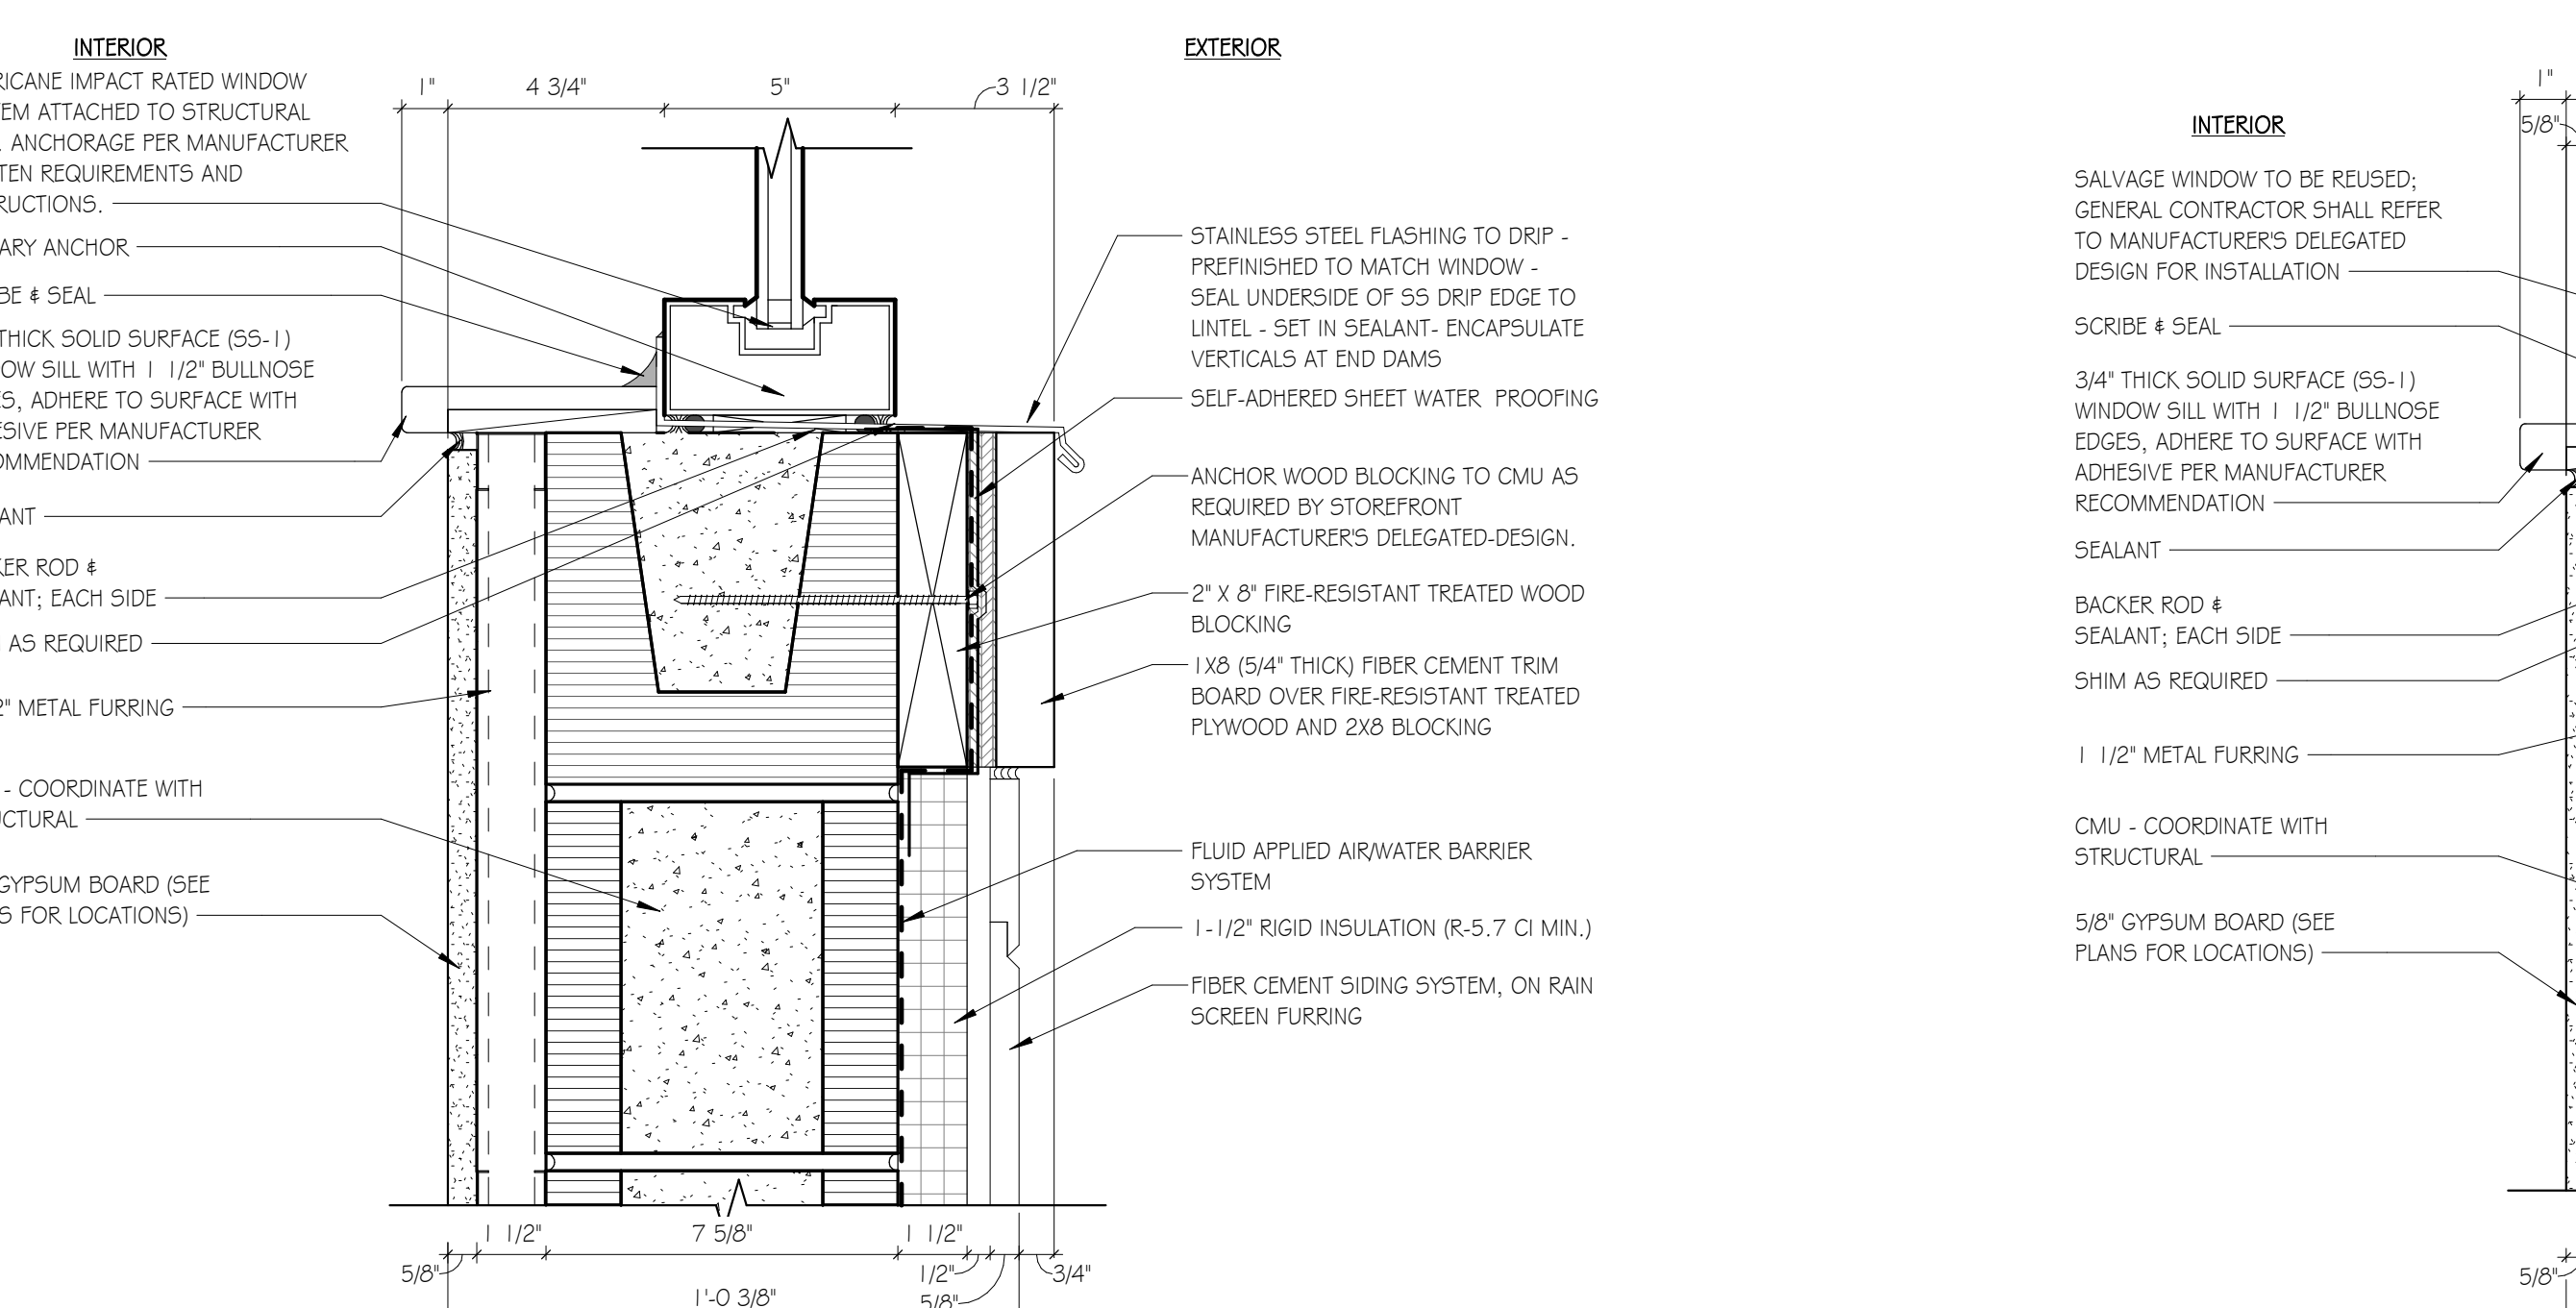 INTERIOR
RICANE IMPACT RATED WINDOW
TEM ATTACHED TO STRUCTURAL
. ANCHORAGE PER MANUFACTURER
TEN REQUIREMENTS AND
RUCTIONS.
ARY ANCHOR
BE & SEAL
THICK SOLID SURFACE (SS-1)
OW SILL WITH 1 1/2" BULLNOSE
ES, ADHERE TO SURFACE WITH
ESIVE PER MANUFACTURER
OMMENDATION
ANT
KER ROD &
ANT; EACH SIDE
AS REQUIRED
2" METAL FURRING
- COORDINATE WITH
UCTURAL
GYPSUM BOARD (SEE
S FOR LOCATIONS)
1"
4 3/4"
5"
3 1/2"
EXTERIOR
STAINLESS STEEL FLASHING TO DRIP -
PREFINISHED TO MATCH WINDOW -
SEAL UNDERSIDE OF SS DRIP EDGE TO
LINTEL - SET IN SEALANT- ENCAPSULATE
VERTICALS AT END DAMS
SELF-ADHERED SHEET WATER PROOFING
ANCHOR WOOD BLOCKING TO CMU AS
REQUIRED BY STOREFRONT
MANUFACTURER'S DELEGATED-DESIGN.
2" X 8" FIRE-RESISTANT TREATED WOOD
BLOCKING
1X8 (5/4" THICK) FIBER CEMENT TRIM
BOARD OVER FIRE-RESISTANT TREATED
PLYWOOD AND 2X8 BLOCKING
FLUID APPLIED AIR/WATER BARRIER
SYSTEM
1-1/2" RIGID INSULATION (R-5.7 CI MIN.)
FIBER CEMENT SIDING SYSTEM, ON RAIN
SCREEN FURRING
1 1/2"
7 5/8"
1 1/2"
5/8"
1/2"
3/4"
1'-0 3/8"
5/8"
1"
5/8"
INTERIOR
SALVAGE WINDOW TO BE REUSED;
GENERAL CONTRACTOR SHALL REFER
TO MANUFACTURER'S DELEGATED
DESIGN FOR INSTALLATION
SCRIBE & SEAL
3/4" THICK SOLID SURFACE (SS-1)
WINDOW SILL WITH 1 1/2" BULLNOSE
EDGES, ADHERE TO SURFACE WITH
ADHESIVE PER MANUFACTURER
RECOMMENDATION
SEALANT
BACKER ROD &
SEALANT; EACH SIDE
SHIM AS REQUIRED
1 1/2" METAL FURRING
CMU - COORDINATE WITH
STRUCTURAL
5/8" GYPSUM BOARD (SEE
PLANS FOR LOCATIONS)
5/8"